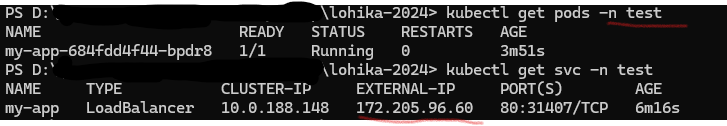 PS D:\ \lohika-2024> kubectl get pods -n test
NAME READY STATUS RESTARTS AGE
my-app-684fdd4f44-bpdr8 1/1 Running 0 3m51s
PS D:\ \lohika-2024> kubectl get svc -n test
NAME TYPE CLUSTER-IP EXTERNAL-IP PORT(S) AGE
my-app LoadBalancer 10.0.188.148 172.205.96.60 80:31407/TCP 6m16s